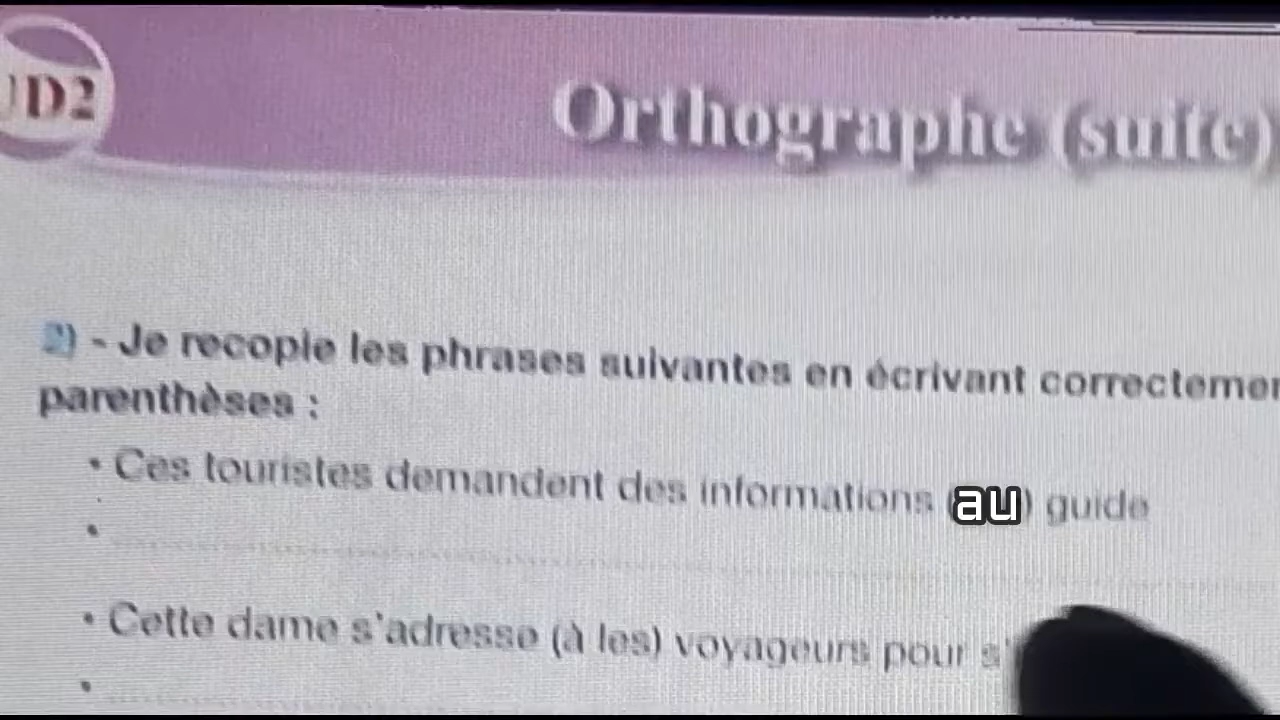 D2
Orthographe (suite)
2) - Je recopie les phrases suivantes en écrivant
parenthèses :
• Ces touristes demandent des informations (au) guide
•
• Cette dame s'adresse (à les) voyageurs pour
•